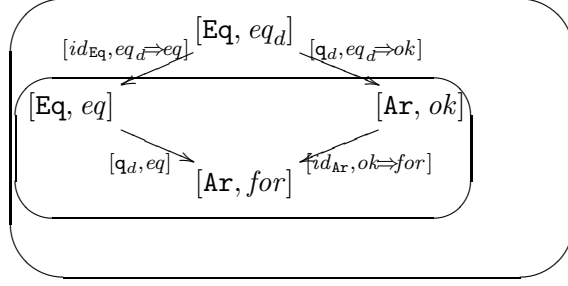 [Eq, eq_d]
[id_Eq, eq_d⇒eq] [q_d, eq_d⇒ok]
[Eq, eq] [Ar, ok]
[q_d, eq] [id_Ar, ok⇒for]
[Ar, for]